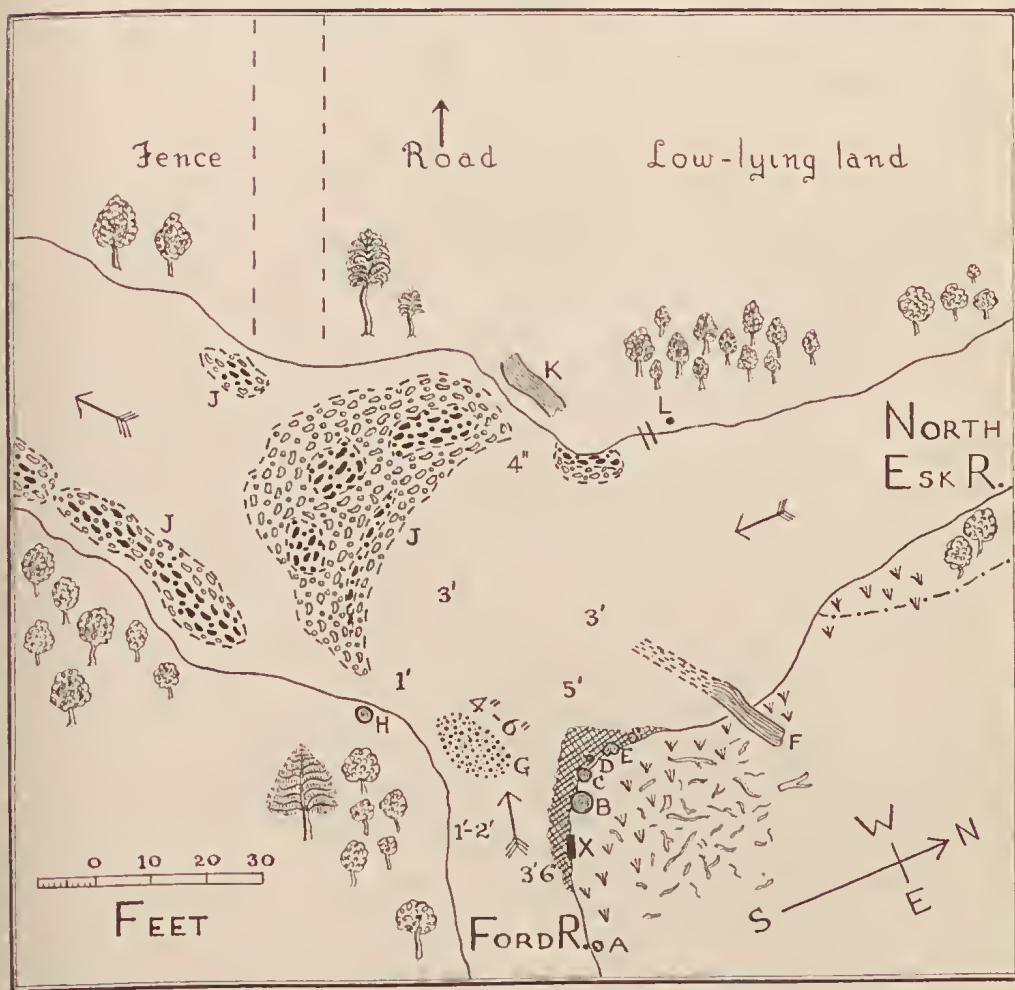 Fence
Road
Low-lying land
K
J
L
4"
NORTH
ESK R.
J
J
3'
3'
1'
5'
4"
-6"
H
G
E
D
C
B
F
1'-2'
X
3'6"
W
N
S
E
0 10 20 30
FEET
FORD R.
A